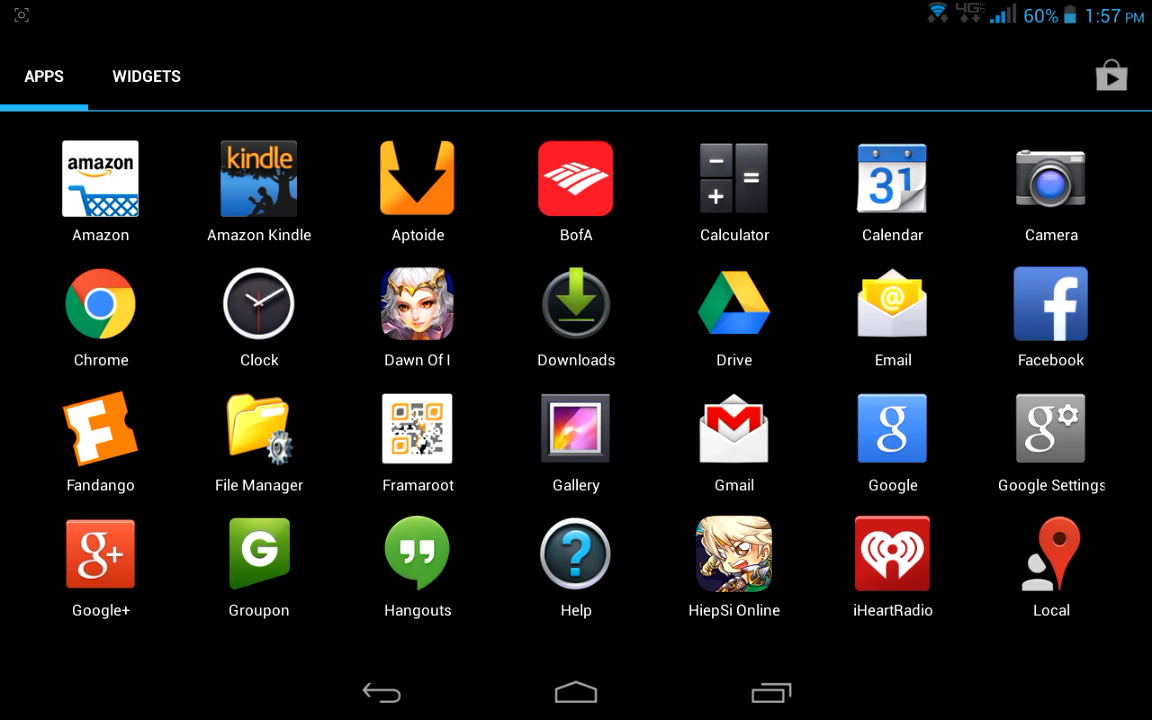 4G
60%
1:57 PM
APPS
WIDGETS
amazon
kindle
31
Amazon
Amazon Kindle
Aptoide
BofA
Calculator
Calendar
Camera
@
f
Chrome
Clock
Dawn Of I
Downloads
Drive
Email
Facebook
F
M
g
g
Fandango
File Manager
Framaroot
Gallery
Gmail
Google
Google Settings
g+
G
?
Google+
Groupon
Hangouts
Help
HiepSi Online
iHeartRadio
Local